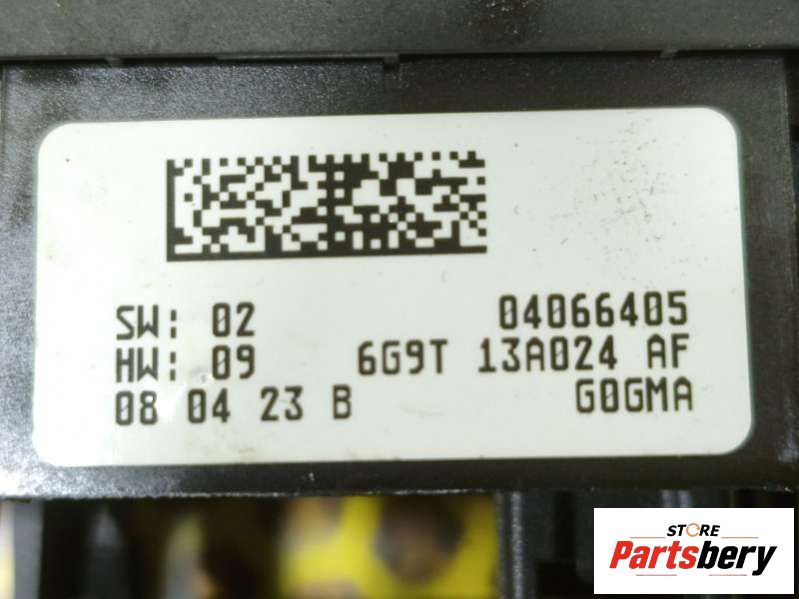 SW: 02 04066405
HW: 09 6G9T 13A024 AF
08 04 23 B G0GMA
STORE
Partsbery